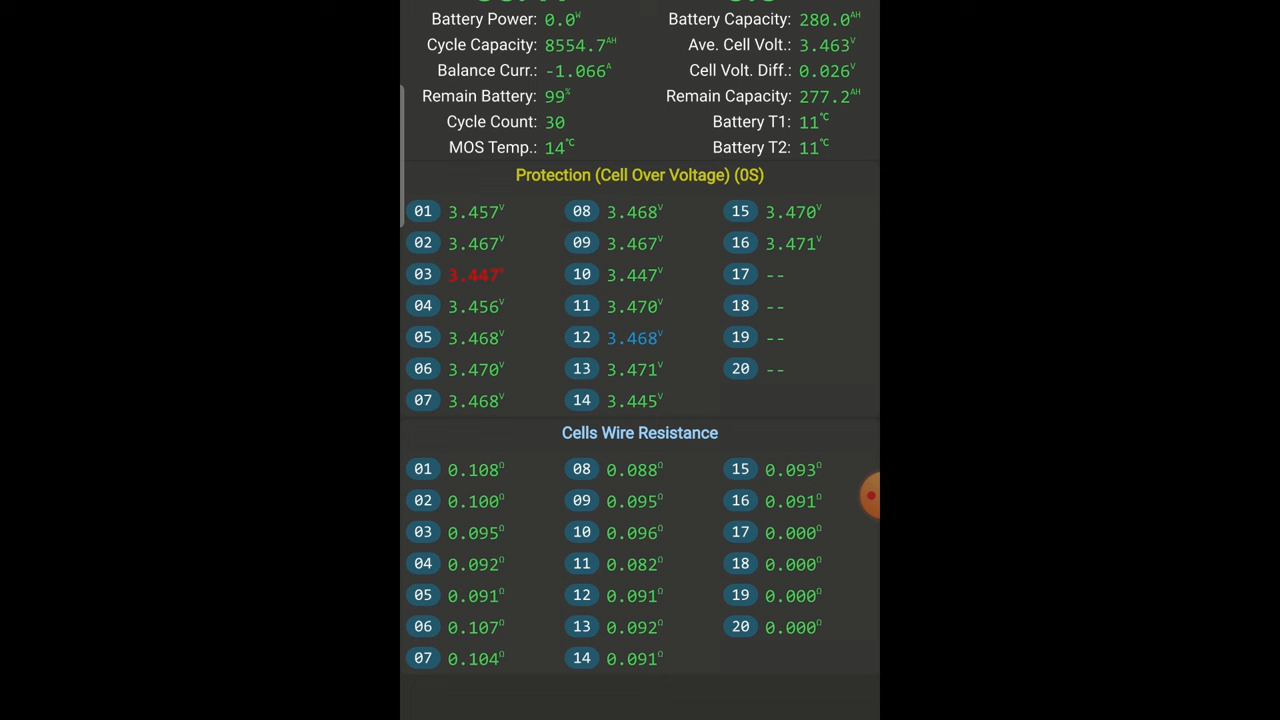 Battery Power: 0.0W Battery Capacity: 280.0AH
Cycle Capacity: 8554.7AH Ave. Cell Volt.: 3.463V
Balance Curr.: -1.066A Cell Volt. Diff.: 0.026V
Remain Battery: 99% Remain Capacity: 277.2AH
Cycle Count: 30 Battery T1: 11℃
MOS Temp.: 14℃ Battery T2: 11℃
Protection (Cell Over Voltage) (0S)
01 3.457V 08 3.468V 15 3.470V
02 3.467V 09 3.467V 16 3.471V
03 3.447V 10 3.447V 17 --
04 3.456V 11 3.470V 18 --
05 3.468V 12 3.468V 19 --
06 3.470V 13 3.471V 20 --
07 3.468V 14 3.445V
Cells Wire Resistance
01 0.108Ω 08 0.088Ω 15 0.093Ω
02 0.100Ω 09 0.095Ω 16 0.091Ω
03 0.095Ω 10 0.096Ω 17 0.000Ω
04 0.092Ω 11 0.082Ω 18 0.000Ω
05 0.091Ω 12 0.091Ω 19 0.000Ω
06 0.107Ω 13 0.092Ω 20 0.000Ω
07 0.104Ω 14 0.091Ω